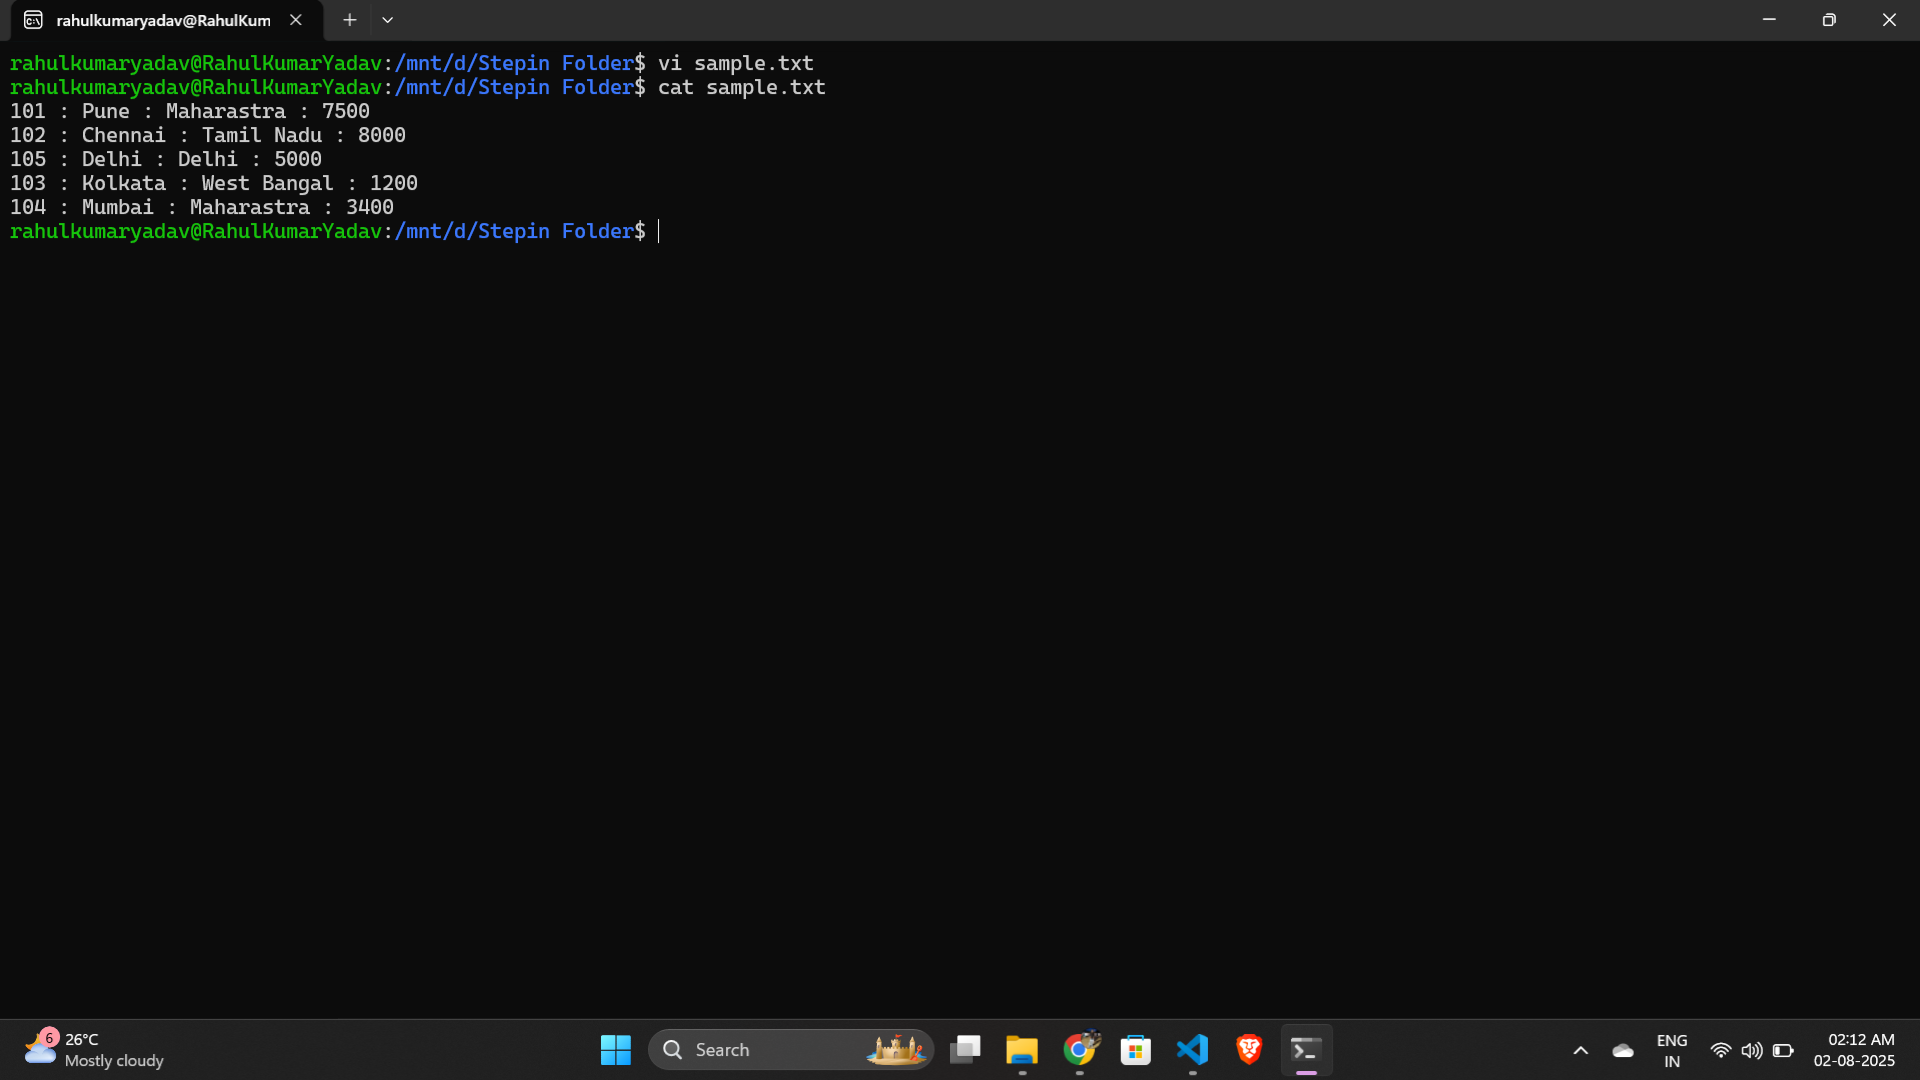 rahulkumaryadav@RahulKum
rahulkumaryadav@RahulKumarYadav:/mnt/d/Stepin Folder$ vi sample.txt
rahulkumaryadav@RahulKumarYadav:/mnt/d/Stepin Folder$ cat sample.txt
101 : Pune : Maharastra : 7500
102 : Chennai : Tamil Nadu : 8000
105 : Delhi : Delhi : 5000
103 : Kolkata : West Bangal : 1200
104 : Mumbai : Maharastra : 3400
rahulkumaryadav@RahulKumarYadav:/mnt/d/Stepin Folder$
6
26°C
Mostly cloudy
Search
ENG
IN
02:12 AM
02-08-2025